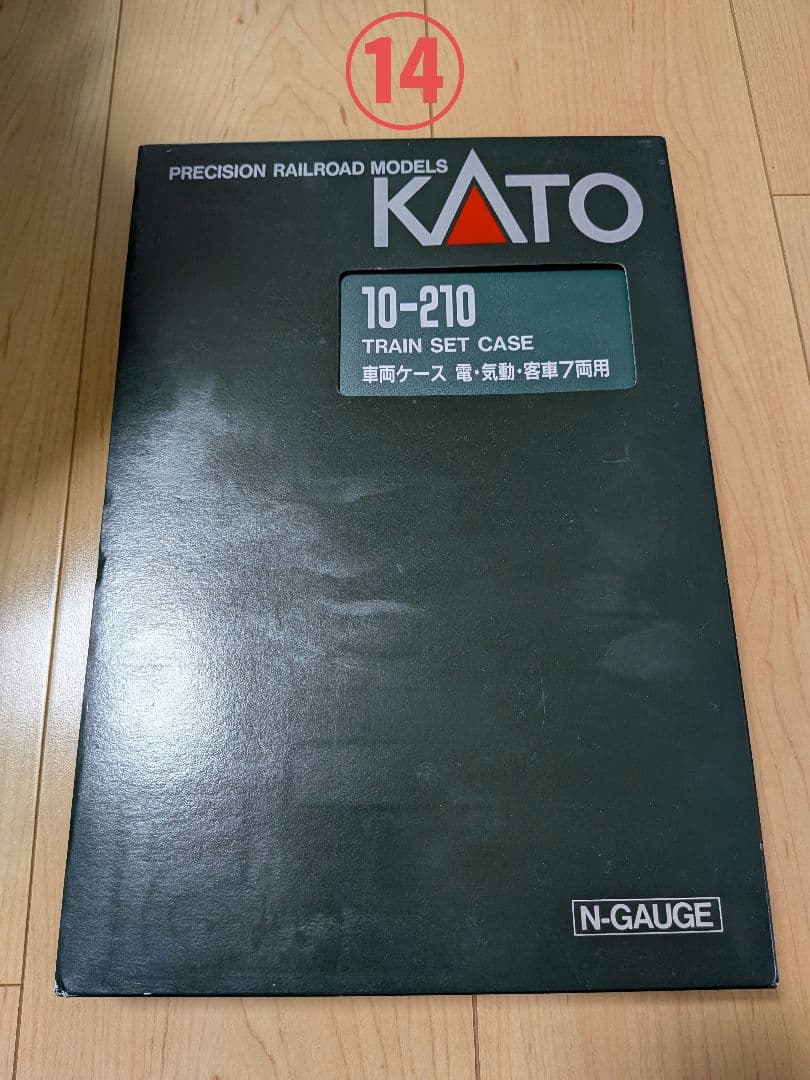 14
PRECISION RAILROAD MODELS
KATO
10-210
TRAIN SET CASE
車両ケース 電・気動・客車7両用
N-GAUGE